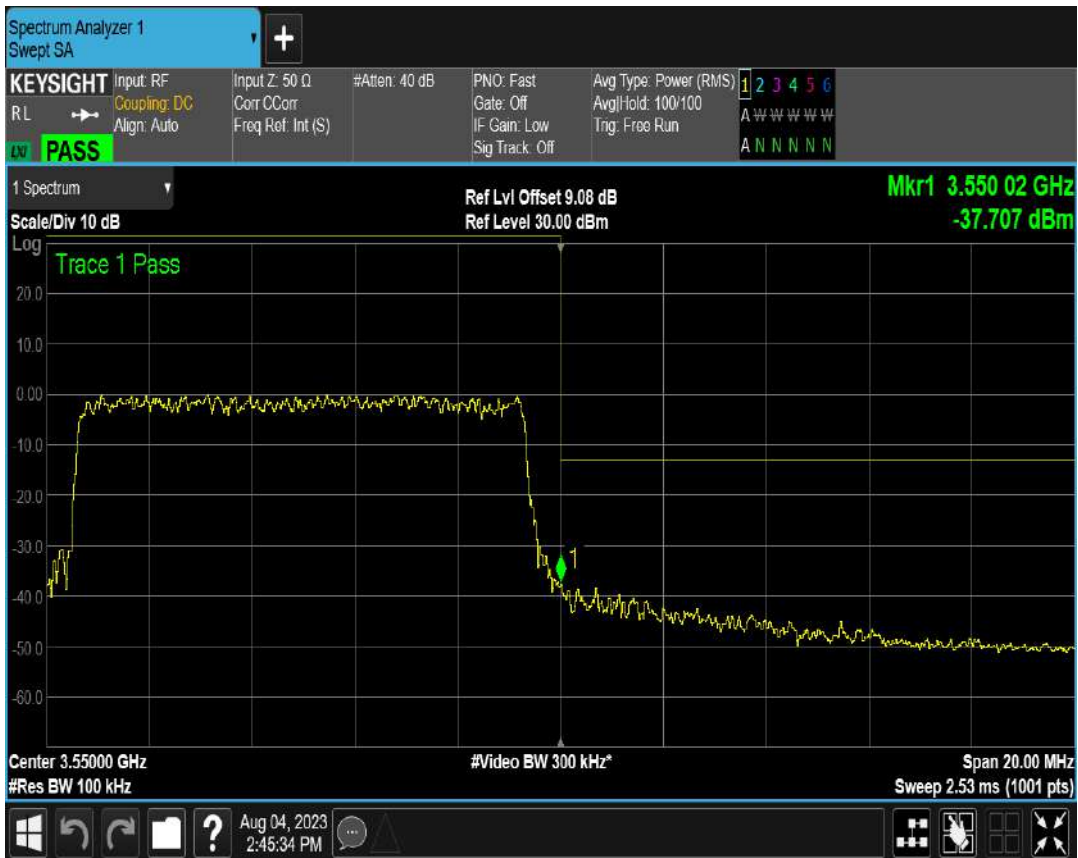 Spectrum Analyzer 1
Swept SA
+
KEYSIGHT
RL
LXI PASS
Input: RF
Coupling: DC
Align: Auto
Input Z: 50 Ω
Corr CCorr
Freq Ref: Int (S)
#Atten: 40 dB
PNO: Fast
Gate: Off
IF Gain: Low
Sig Track: Off
Avg Type: Power (RMS)
Avg|Hold: 100/100
Trig: Free Run
1 2 3 4 5 6
A W W W W W
A N N N N N
1 Spectrum
Scale/Div 10 dB
Ref Lvl Offset 9.08 dB
Ref Level 30.00 dBm
Mkr1 3.550 02 GHz
-37.707 dBm
Log
Trace 1 Pass
20.0
10.0
0.00
-10.0
-20.0
-30.0
-40.0
-50.0
-60.0
1
Center 3.55000 GHz
#Res BW 100 kHz
#Video BW 300 kHz*
Span 20.00 MHz
Sweep 2.53 ms (1001 pts)
?
Aug 04, 2023
2:45:34 PM